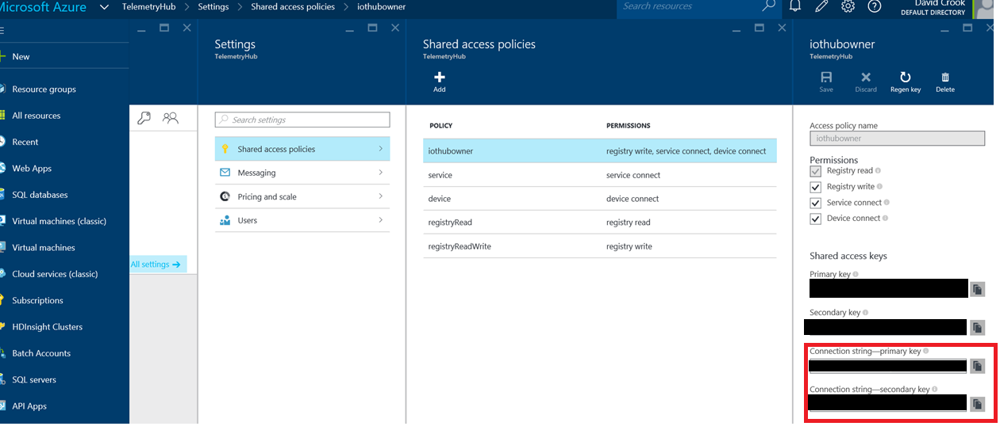 Microsoft Azure TelemetryHub Settings Shared access policies iothubowner
Search resources
David Crook
DEFAULT DIRECTORY
New
Resource groups
All resources
Recent
Web Apps
SQL databases
Virtual machines (classic)
Virtual machines
Cloud services (classic)
Subscriptions
HDInsight Clusters
Batch Accounts
SQL servers
API Apps
All settings →
Settings
TelemetryHub
Search settings
Shared access policies
Messaging
Pricing and scale
Users
Shared access policies
TelemetryHub
Add
POLICY PERMISSIONS
iothubowner registry write, service connect, device connect
service service connect
device device connect
registryRead registry read
registryReadWrite registry write
iothubowner
TelemetryHub
Save Discard Regen key Delete
Access policy name
iothubowner
Permissions
Registry read
Registry write
Service connect
Device connect
Shared access keys
Primary key
Secondary key
Connection string—primary key
Connection string—secondary key